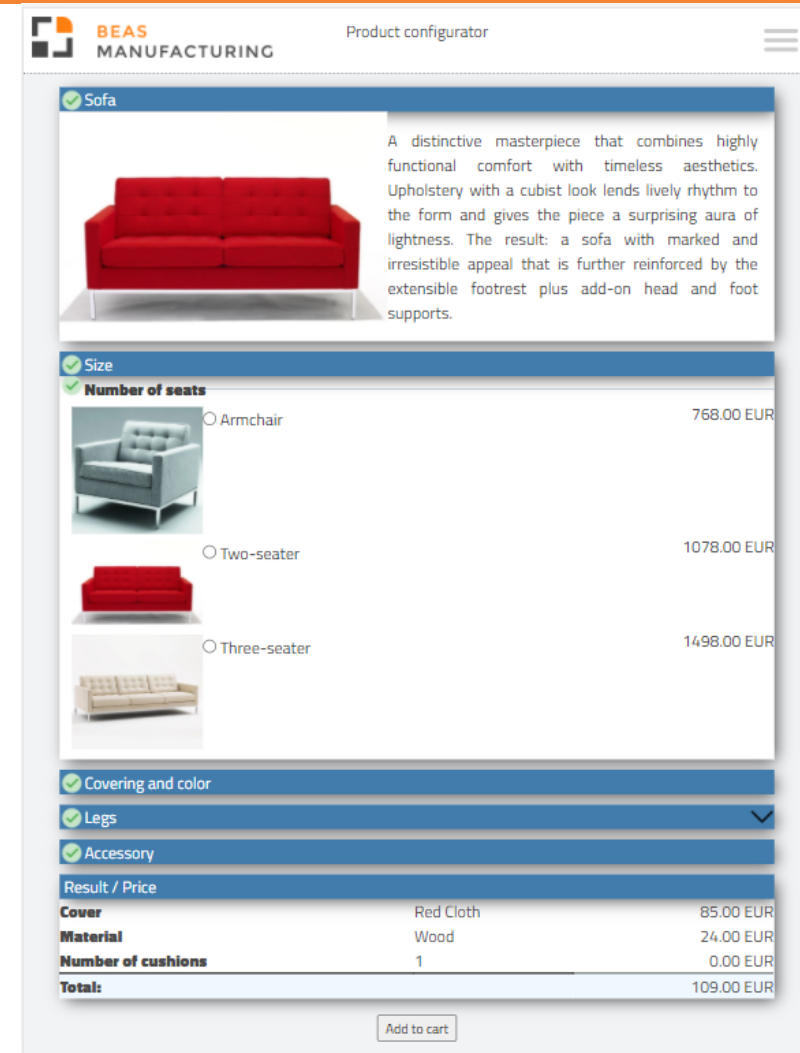 BEAS
MANUFACTURING
Product configurator
Sofa
A distinctive masterpiece that combines highly
functional comfort with timeless aesthetics.
Upholstery with a cubist look lends lively rhythm to
the form and gives the piece a surprising aura of
lightness. The result: a sofa with marked and
irresistible appeal that is further reinforced by the
extensible footrest plus add-on head and foot
supports.
Size
Number of seats
Armchair 768.00 EUR
Two-seater 1078.00 EUR
Three-seater 1498.00 EUR
Covering and color
Legs
Accessory
Result / Price
Cover Red Cloth 85.00 EUR
Material Wood 24.00 EUR
Number of cushions 1 0.00 EUR
Total: 109.00 EUR
Add to cart